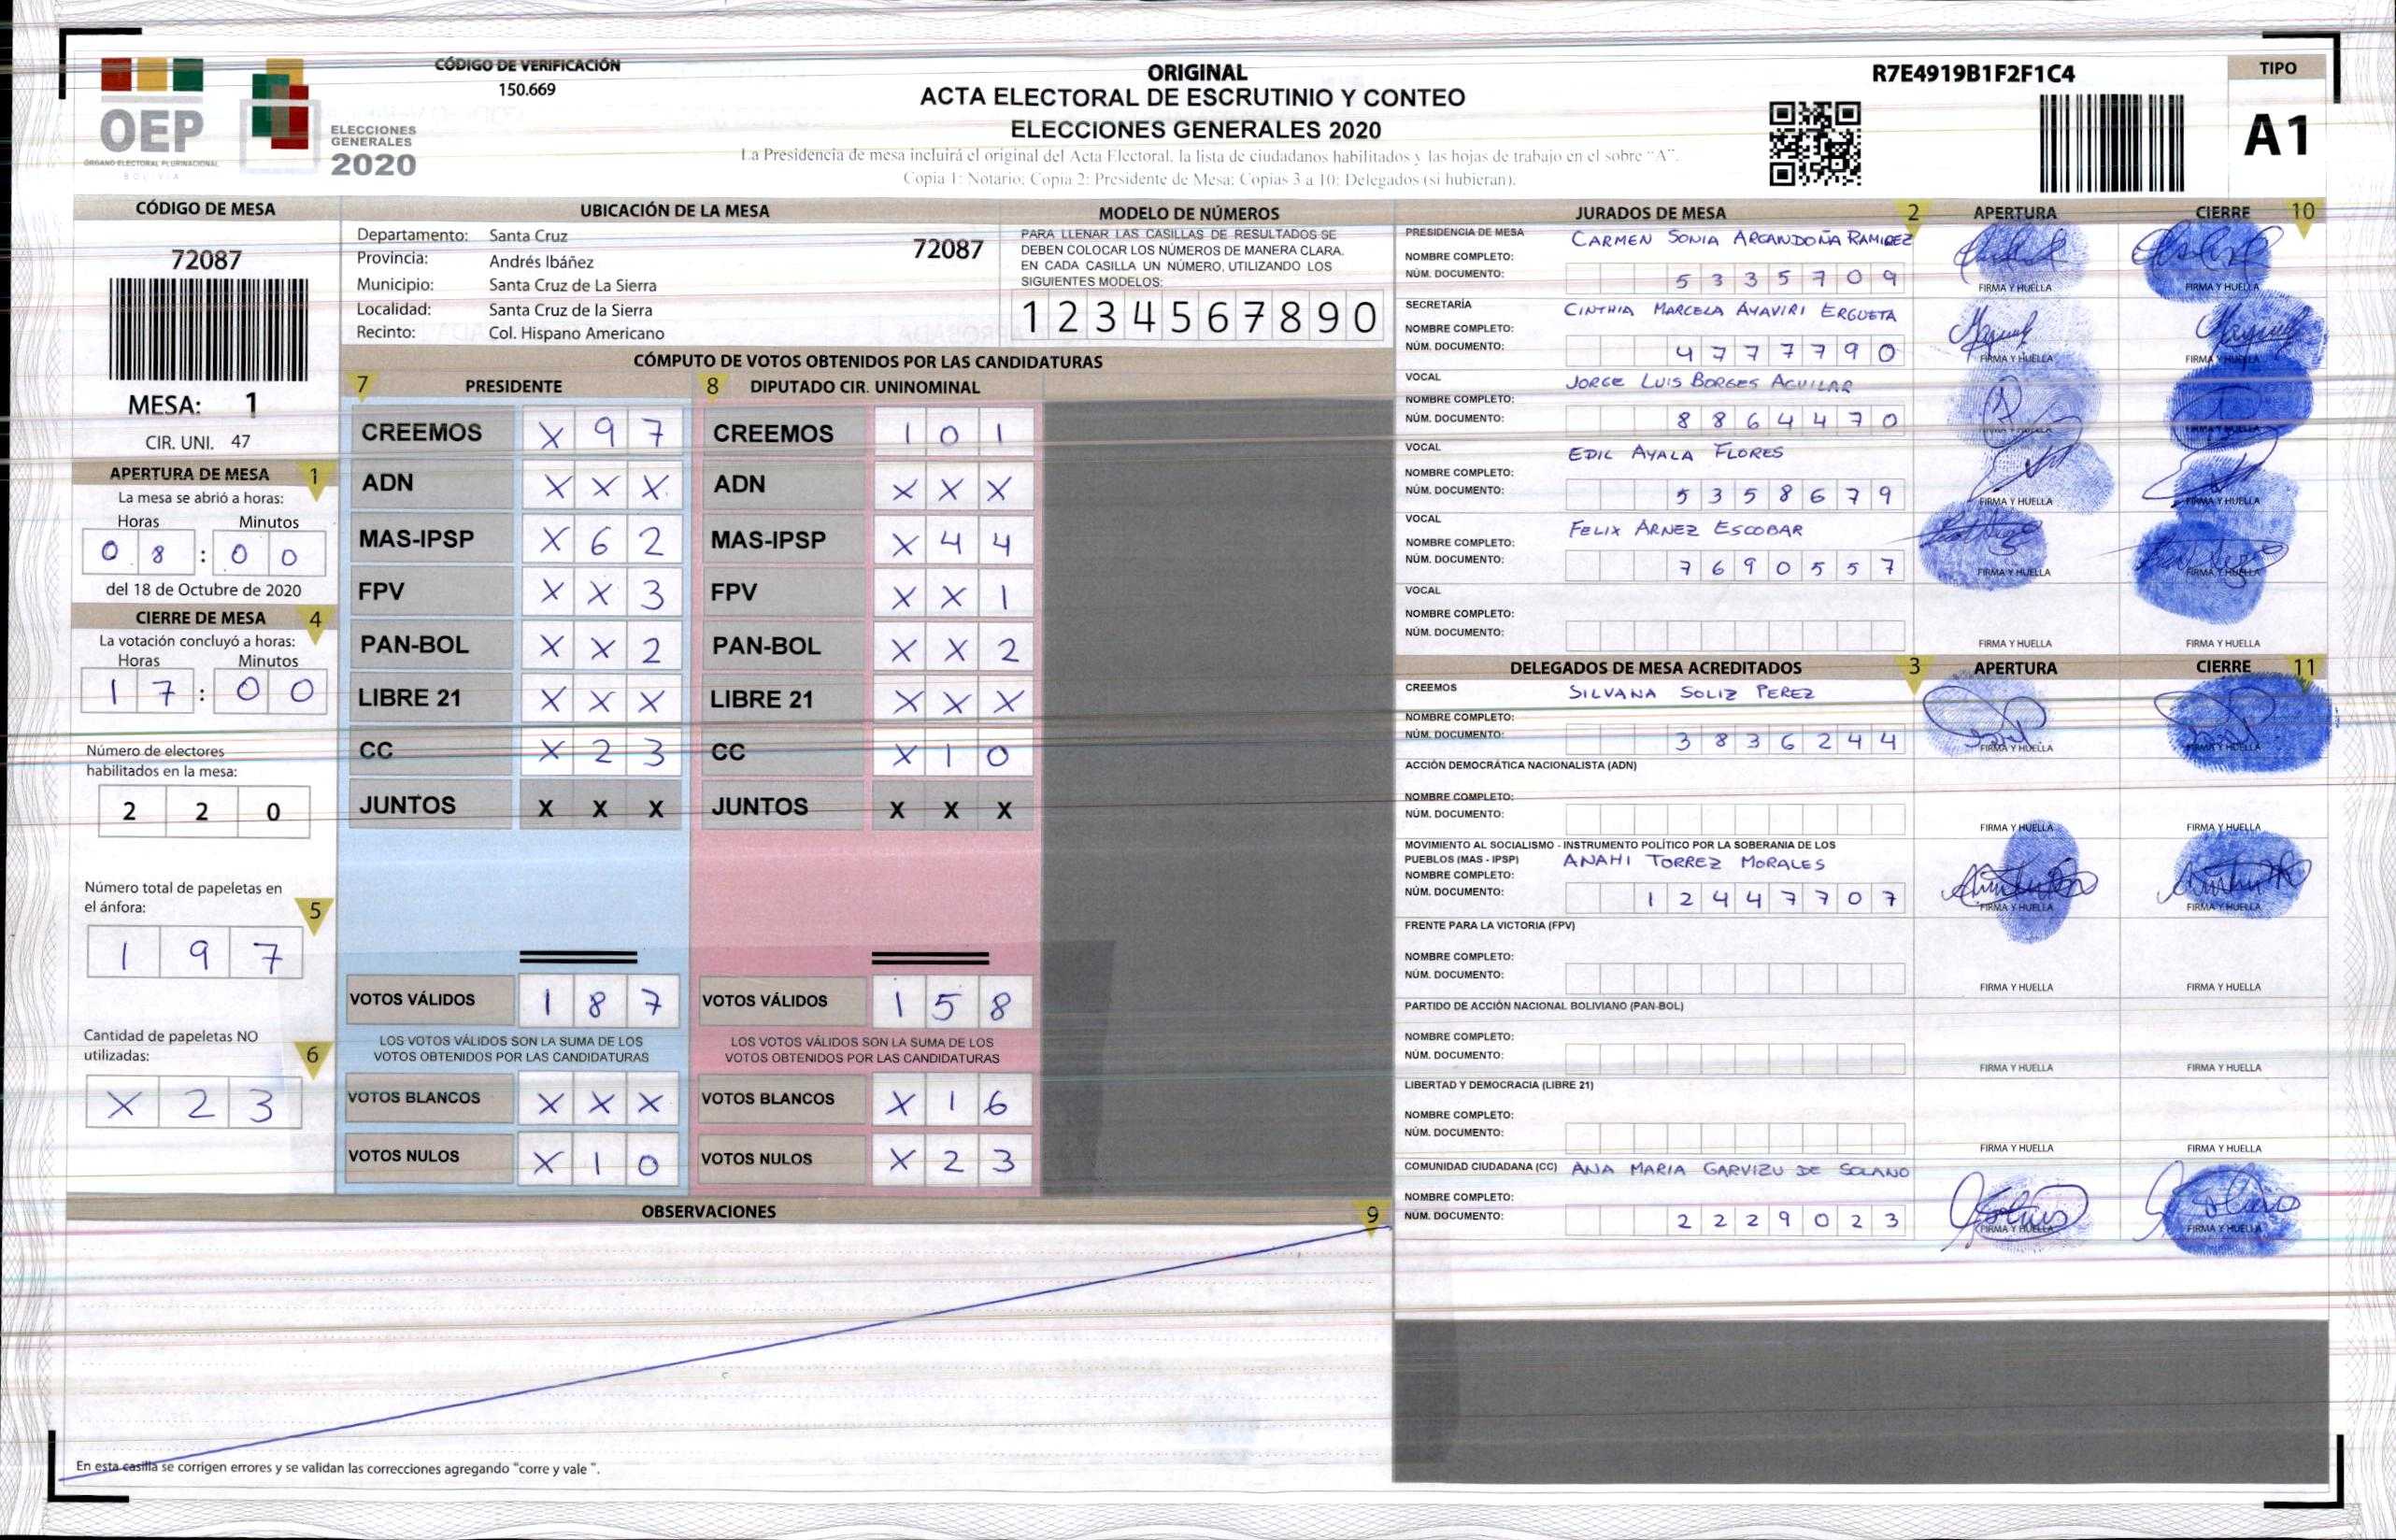 CÓDIGO DE VERIFICACIÓN
150.669
OEP
ÓRGANO ELECTORAL PLURINACIONAL
BOLIVIA
ELECCIONES
GENERALES
2020
ORIGINAL
ACTA ELECTORAL DE ESCRUTINIO Y CONTEO
ELECCIONES GENERALES 2020
La Presidencia de mesa incluirá el original del Acta Electoral, la lista de ciudadanos habilitados y las hojas de trabajo en el sobre "A".
Copia 1: Notario; Copia 2: Presidente de Mesa; Copias 3 a 10: Delegados (si hubieran).
R7E4919B1F2F1C4
TIPO
A1
CÓDIGO DE MESA
72087
MESA: 1
CIR. UNI. 47
APERTURA DE MESA 1
La mesa se abrió a horas:
Horas Minutos
0 8 : 0 0
del 18 de Octubre de 2020
CIERRE DE MESA 4
La votación concluyó a horas:
Horas Minutos
1 7 : 0 0
Número de electores
habilitados en la mesa:
2 2 0
Número total de papeletas en
el ánfora: 5
1 9 7
Cantidad de papeletas NO
utilizadas: 6
X 2 3
UBICACIÓN DE LA MESA
Departamento: Santa Cruz 72087
Provincia: Andrés Ibáñez
Municipio: Santa Cruz de La Sierra
Localidad: Santa Cruz de la Sierra
Recinto: Col. Hispano Americano
MODELO DE NÚMEROS
PARA LLENAR LAS CASILLAS DE RESULTADOS SE
DEBEN COLOCAR LOS NÚMEROS DE MANERA CLARA.
EN CADA CASILLA UN NÚMERO, UTILIZANDO LOS
SIGUIENTES MODELOS:
1 2 3 4 5 6 7 8 9 0
CÓMPUTO DE VOTOS OBTENIDOS POR LAS CANDIDATURAS
7 PRESIDENTE 8 DIPUTADO CIR. UNINOMINAL
CREEMOS X 9 7 CREEMOS 1 0 1
ADN X X X ADN X X X
MAS-IPSP X 6 2 MAS-IPSP X 4 4
FPV X X 3 FPV X X 1
PAN-BOL X X 2 PAN-BOL X X 2
LIBRE 21 X X X LIBRE 21 X X X
CC X 2 3 CC X 1 0
JUNTOS X X X JUNTOS X X X
VOTOS VÁLIDOS 1 8 7 VOTOS VÁLIDOS 1 5 8
LOS VOTOS VÁLIDOS SON LA SUMA DE LOS LOS VOTOS VÁLIDOS SON LA SUMA DE LOS
VOTOS OBTENIDOS POR LAS CANDIDATURAS VOTOS OBTENIDOS POR LAS CANDIDATURAS
VOTOS BLANCOS X X X VOTOS BLANCOS X 1 6
VOTOS NULOS X 1 0 VOTOS NULOS X 2 3
OBSERVACIONES 9
En esta casilla se corrigen errores y se validan las correcciones agregando "corre y vale ".
JURADOS DE MESA 2 APERTURA CIERRE 10
PRESIDENCIA DE MESA CARMEN SONIA ARGANDOÑA RAMIREZ
NOMBRE COMPLETO:
NÚM. DOCUMENTO: 5 3 3 5 7 0 9 FIRMA Y HUELLA FIRMA Y HUELLA
SECRETARÍA CINTHIA MARCELA AYAVIRI ERGUETA
NOMBRE COMPLETO:
NÚM. DOCUMENTO: 4 7 7 7 7 9 0 FIRMA Y HUELLA FIRMA Y HUELLA
VOCAL JORGE LUIS BORGES AGUILAR
NOMBRE COMPLETO:
NÚM. DOCUMENTO: 8 8 6 4 4 7 0 FIRMA Y HUELLA FIRMA Y HUELLA
VOCAL EDIL AYALA FLORES
NOMBRE COMPLETO:
NÚM. DOCUMENTO: 5 3 5 8 6 7 9 FIRMA Y HUELLA FIRMA Y HUELLA
VOCAL FELIX ARNEZ ESCOBAR
NOMBRE COMPLETO:
NÚM. DOCUMENTO: 7 6 9 0 5 5 7 FIRMA Y HUELLA FIRMA Y HUELLA
VOCAL
NOMBRE COMPLETO:
NÚM. DOCUMENTO: FIRMA Y HUELLA FIRMA Y HUELLA
DELEGADOS DE MESA ACREDITADOS 3 APERTURA CIERRE 11
CREEMOS SILVANA SOLIZ PEREZ
NOMBRE COMPLETO:
NÚM. DOCUMENTO: 3 8 3 6 2 4 4 FIRMA Y HUELLA FIRMA Y HUELLA
ACCIÓN DEMOCRÁTICA NACIONALISTA (ADN)
NOMBRE COMPLETO:
NÚM. DOCUMENTO: FIRMA Y HUELLA FIRMA Y HUELLA
MOVIMIENTO AL SOCIALISMO - INSTRUMENTO POLÍTICO POR LA SOBERANIA DE LOS
PUEBLOS (MAS - IPSP) ANAHI TORREZ MORALES
NOMBRE COMPLETO:
NÚM. DOCUMENTO: 1 2 4 4 7 7 0 7 FIRMA Y HUELLA FIRMA Y HUELLA
FRENTE PARA LA VICTORIA (FPV)
NOMBRE COMPLETO:
NÚM. DOCUMENTO: FIRMA Y HUELLA FIRMA Y HUELLA
PARTIDO DE ACCIÓN NACIONAL BOLIVIANO (PAN-BOL)
NOMBRE COMPLETO:
NÚM. DOCUMENTO: FIRMA Y HUELLA FIRMA Y HUELLA
LIBERTAD Y DEMOCRACIA (LIBRE 21)
NOMBRE COMPLETO:
NÚM. DOCUMENTO: FIRMA Y HUELLA FIRMA Y HUELLA
COMUNIDAD CIUDADANA (CC) ANA MARIA GARVIZU DE SOLANO
NOMBRE COMPLETO:
NÚM. DOCUMENTO: 2 2 2 9 0 2 3 FIRMA Y HUELLA FIRMA Y HUELLA